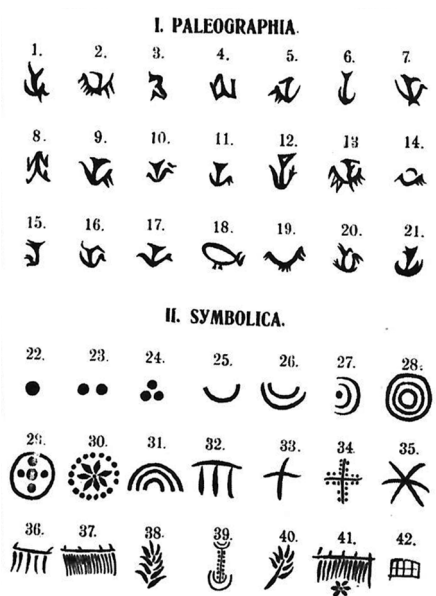 I. PALEOGRAPHIA.
1. 2. 3. 4. 5. 6. 7.
8. 9. 10. 11. 12. 13 14.
15. 16. 17. 18. 19. 20. 21.
II. SYMBOLICA.
22. 23. 24. 25. 26. 27. 28.
29. 30. 31. 32. 33. 34. 35.
36. 37. 38. 39. 40. 41. 42.